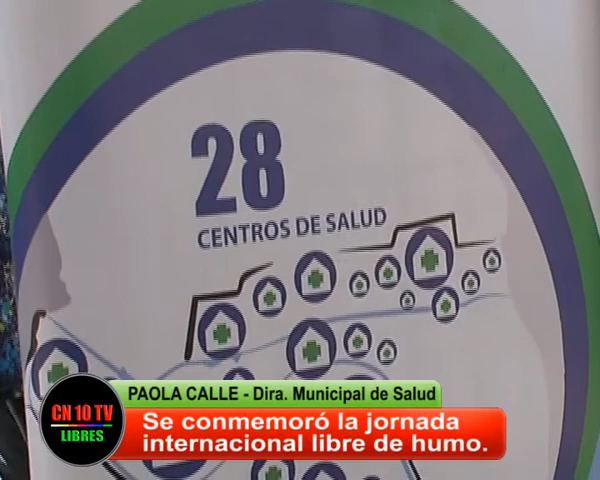 28
CENTROS DE SALUD
PAOLA CALLE - Dira. Municipal de Salud
Se conmemoró la jornada
internacional libre de humo.
CN 10 TV
LIBRES